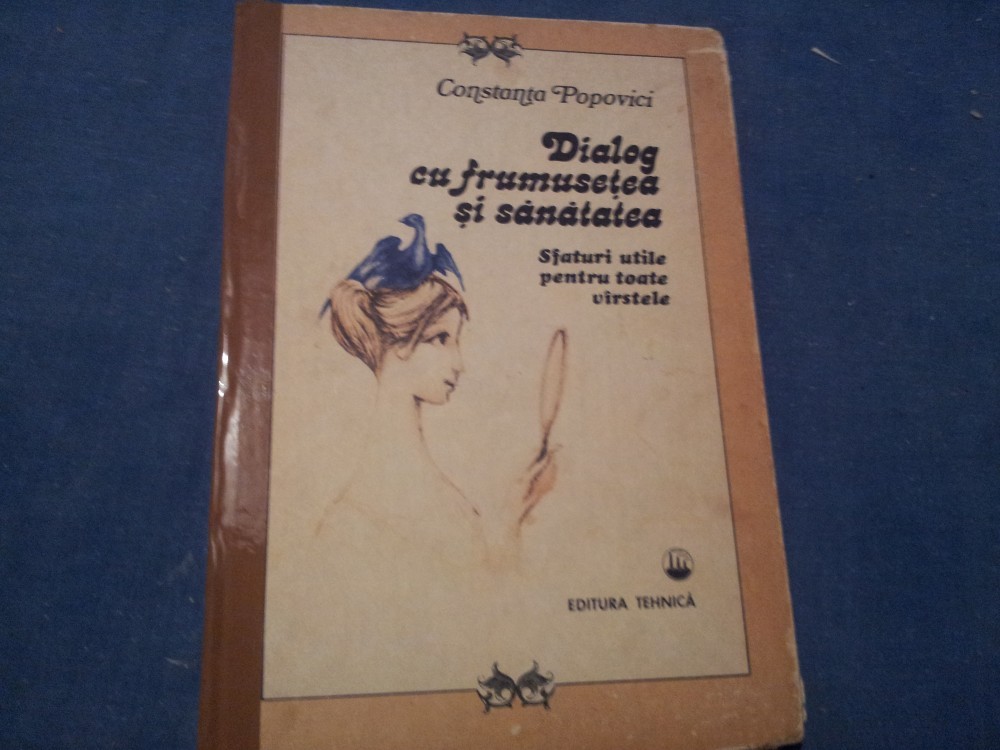 Constanța Popovici
Dialog
cu frumusețea
și sănătatea
Sfaturi utile
pentru toate
vîrstele
EDITURA TEHNICĂ